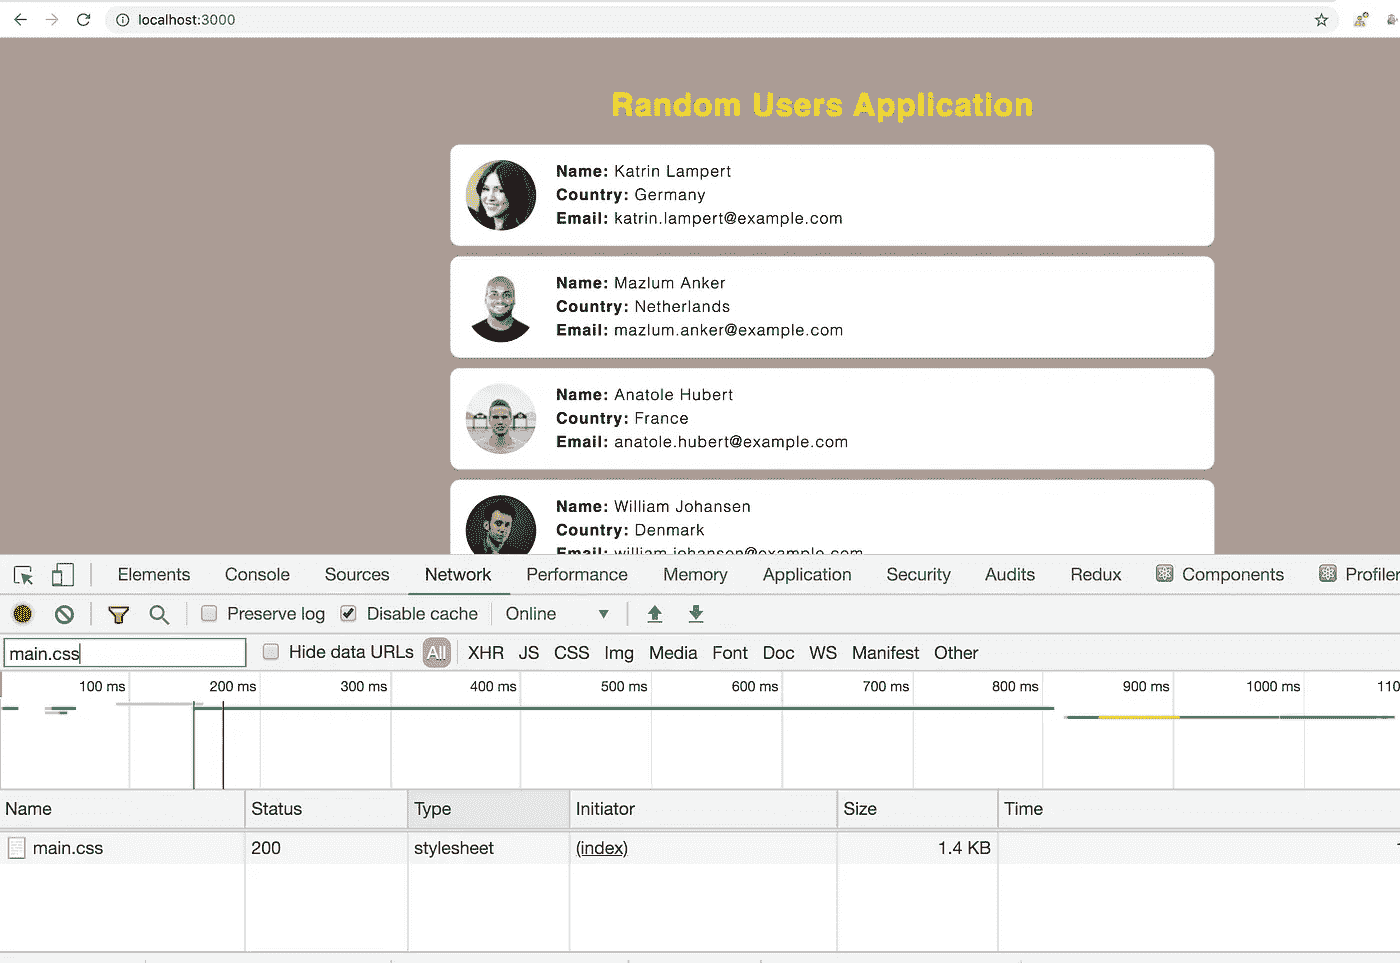 localhost:3000
Random Users Application
Name: Katrin Lampert
Country: Germany
Email: katrin.lampert@example.com
Name: Mazlum Anker
Country: Netherlands
Email: mazlum.anker@example.com
Name: Anatole Hubert
Country: France
Email: anatole.hubert@example.com
Name: William Johansen
Country: Denmark
Email: william.johansen@example.com
Elements Console Sources Network Performance Memory Application Security Audits Redux Components Profiler
Preserve log Disable cache Online
main.css Hide data URLs All XHR JS CSS Img Media Font Doc WS Manifest Other
100 ms 200 ms 300 ms 400 ms 500 ms 600 ms 700 ms 800 ms 900 ms 1000 ms 110
Name Status Type Initiator Size Time
main.css 200 stylesheet (index) 1.4 KB